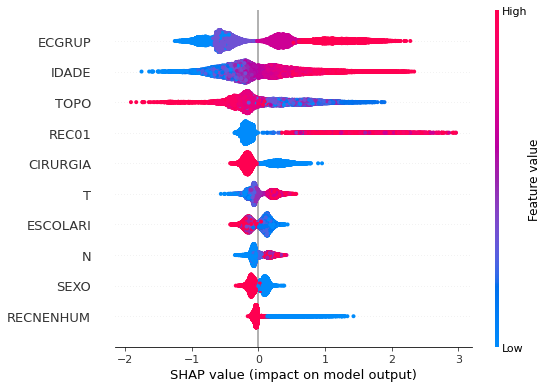 High
ECGRUP
IDADE
TOPO
REC01
CIRURGIA
T
ESCOLARI
N
SEXO
RECNENHUM
Feature value
Low
−2 −1 0 1 2 3
SHAP value (impact on model output)